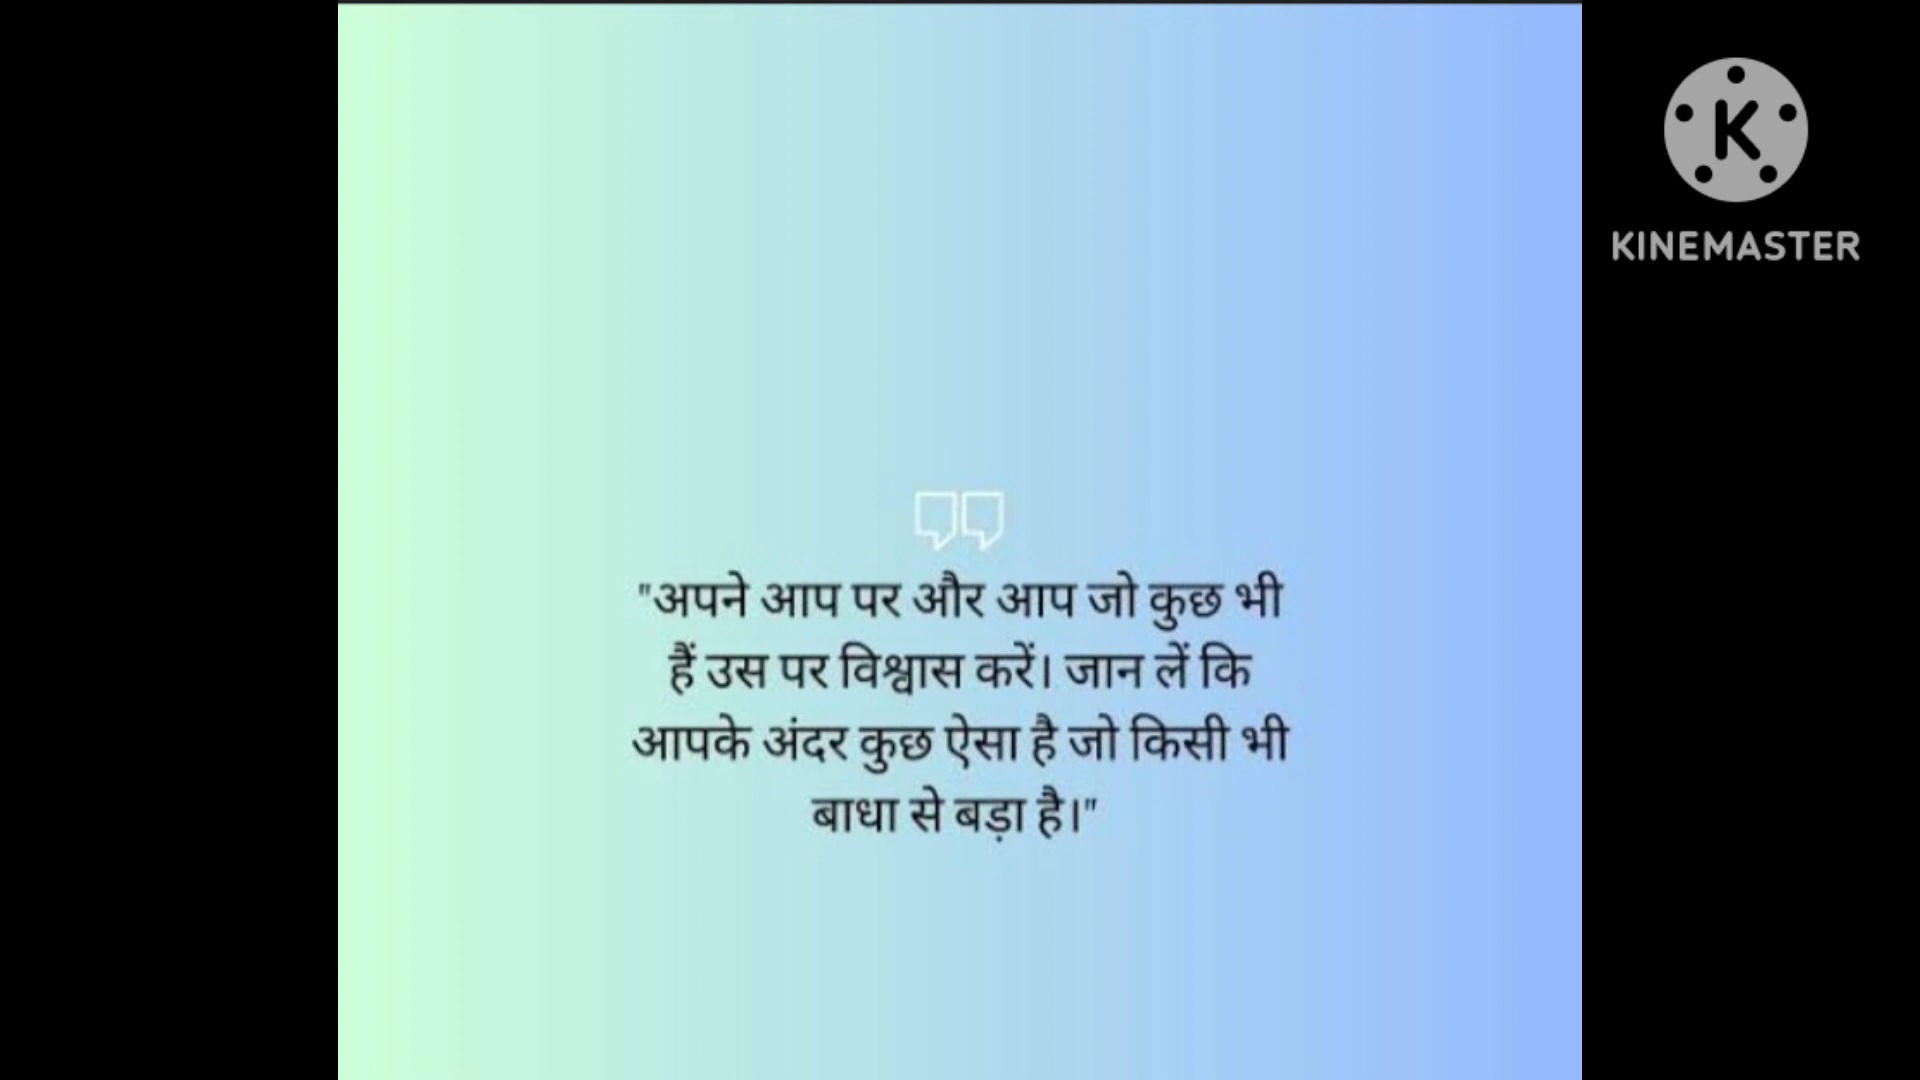 KINEMASTER
"अपने आप पर और आप जो कुछ भी
हैं उस पर विश्वास करें। जान लें कि
आपके अंदर कुछ ऐसा है जो किसी भी
बाधा से बड़ा है।"